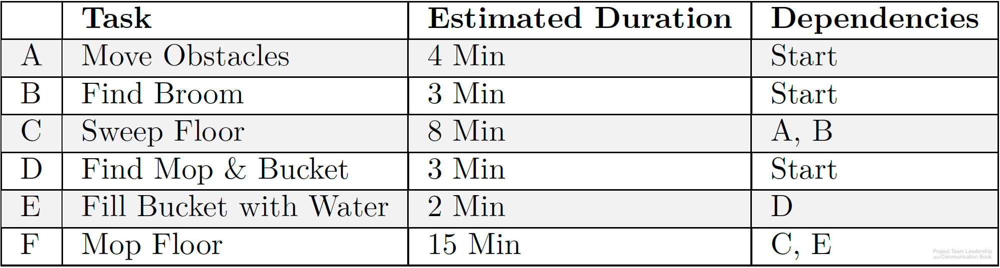 Task Estimated Duration Dependencies
A Move Obstacles 4 Min Start
B Find Broom 3 Min Start
C Sweep Floor 8 Min A, B
D Find Mop & Bucket 3 Min Start
E Fill Bucket with Water 2 Min D
F Mop Floor 15 Min C, E
Project Team Leadership
and Communication Book